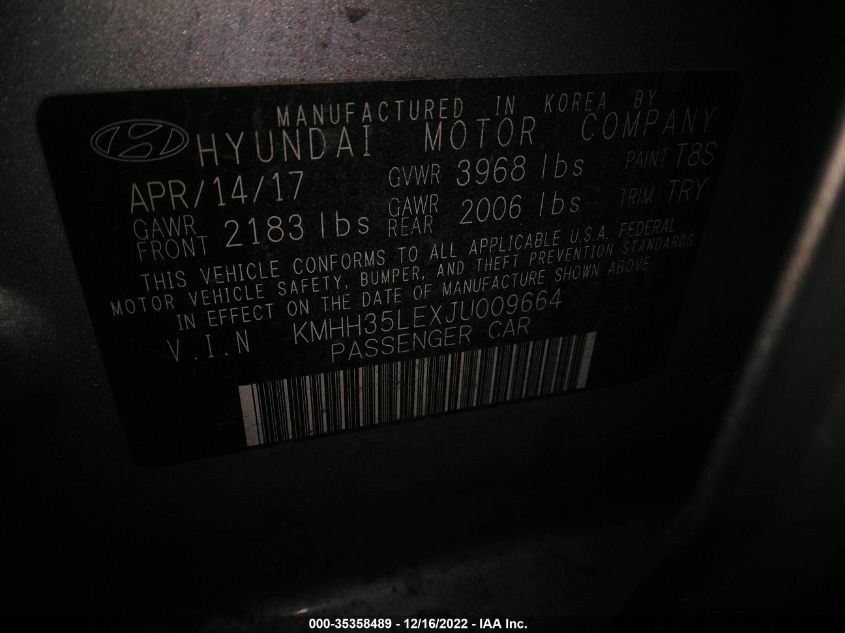 MANUFACTURED IN KOREA BY
HYUNDAI MOTOR COMPANY
APR/14/17 GVWR 3968 lbs PAINT T8S
GAWR FRONT 2183 lbs GAWR REAR 2006 lbs TRIM TRY
THIS VEHICLE CONFORMS TO ALL APPLICABLE U.S.A. FEDERAL
MOTOR VEHICLE SAFETY, BUMPER, AND THEFT PREVENTION STANDARDS
IN EFFECT ON THE DATE OF MANUFACTURE SHOWN ABOVE
V.I.N KMHH35LEXJU009664
PASSENGER CAR
000-35358489 - 12/16/2022 - IAA Inc.